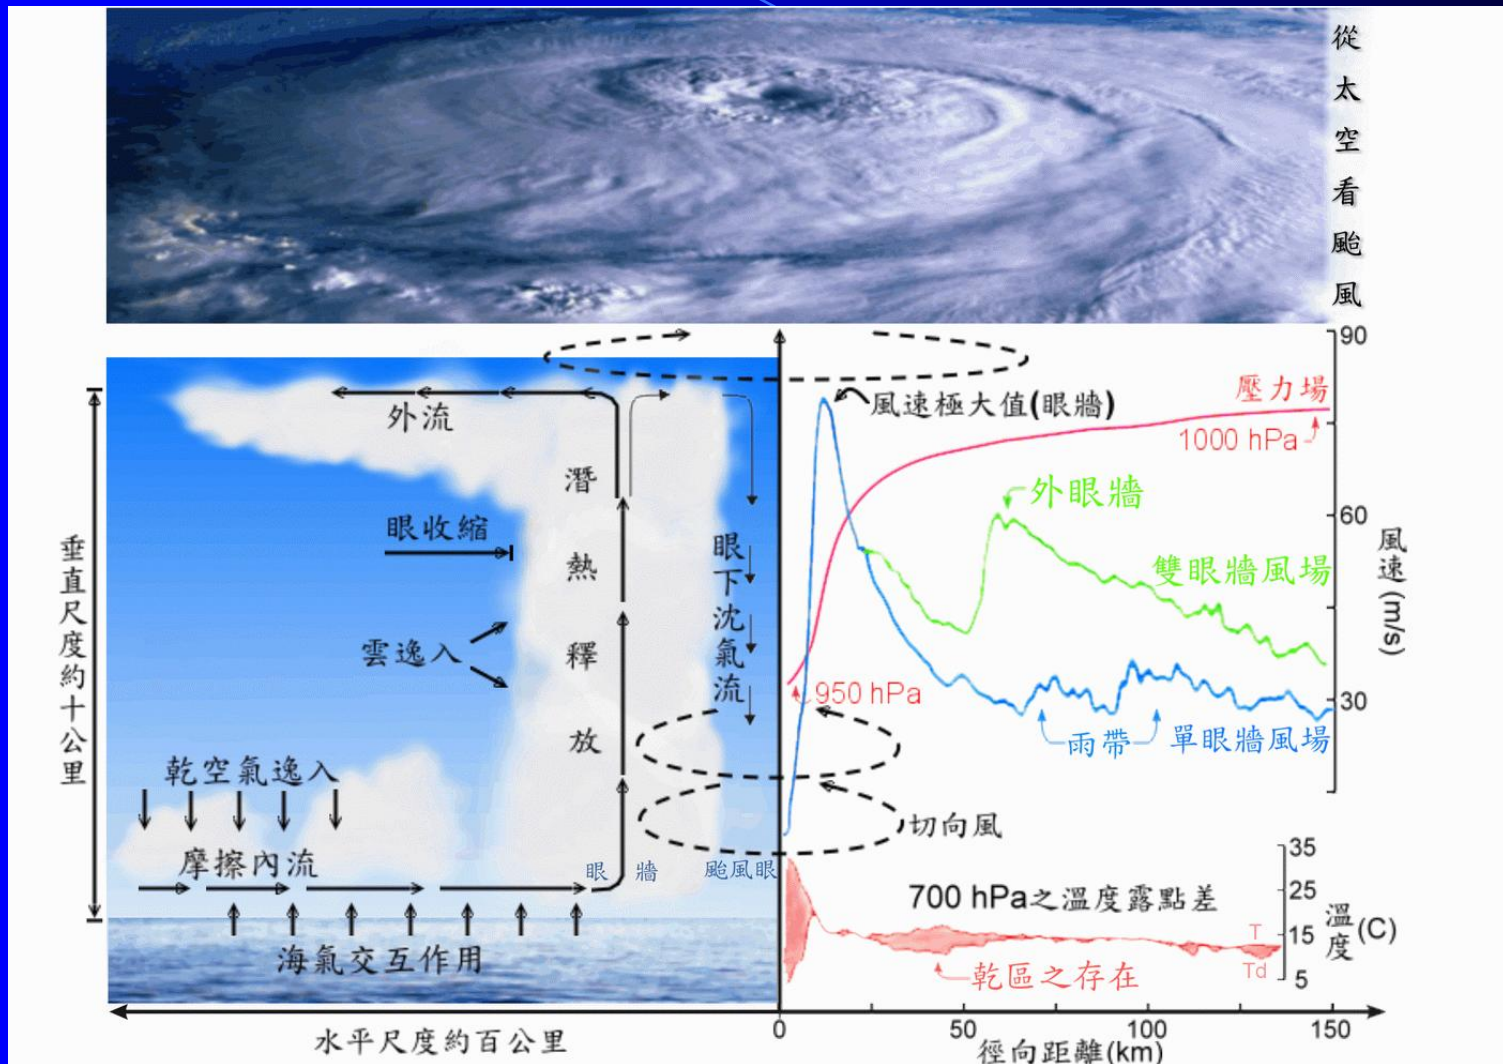 從太空看颱風
90
風速極大值(眼牆)
壓力場
1000 hPa
外流
潛熱釋放
外眼牆
眼收縮
60
眼下沈氣流
風速(m/s)
雙眼牆風場
垂直尺度約十公里
雲逸入
950 hPa
30
雨帶
單眼牆風場
乾空氣逸入
切向風
摩擦內流
眼牆
颱風眼
35
700 hPa之溫度露點差
25
溫度(C)
T
15
Td
乾區之存在
5
海氣交互作用
水平尺度約百公里
0
50
100
150
徑向距離(km)